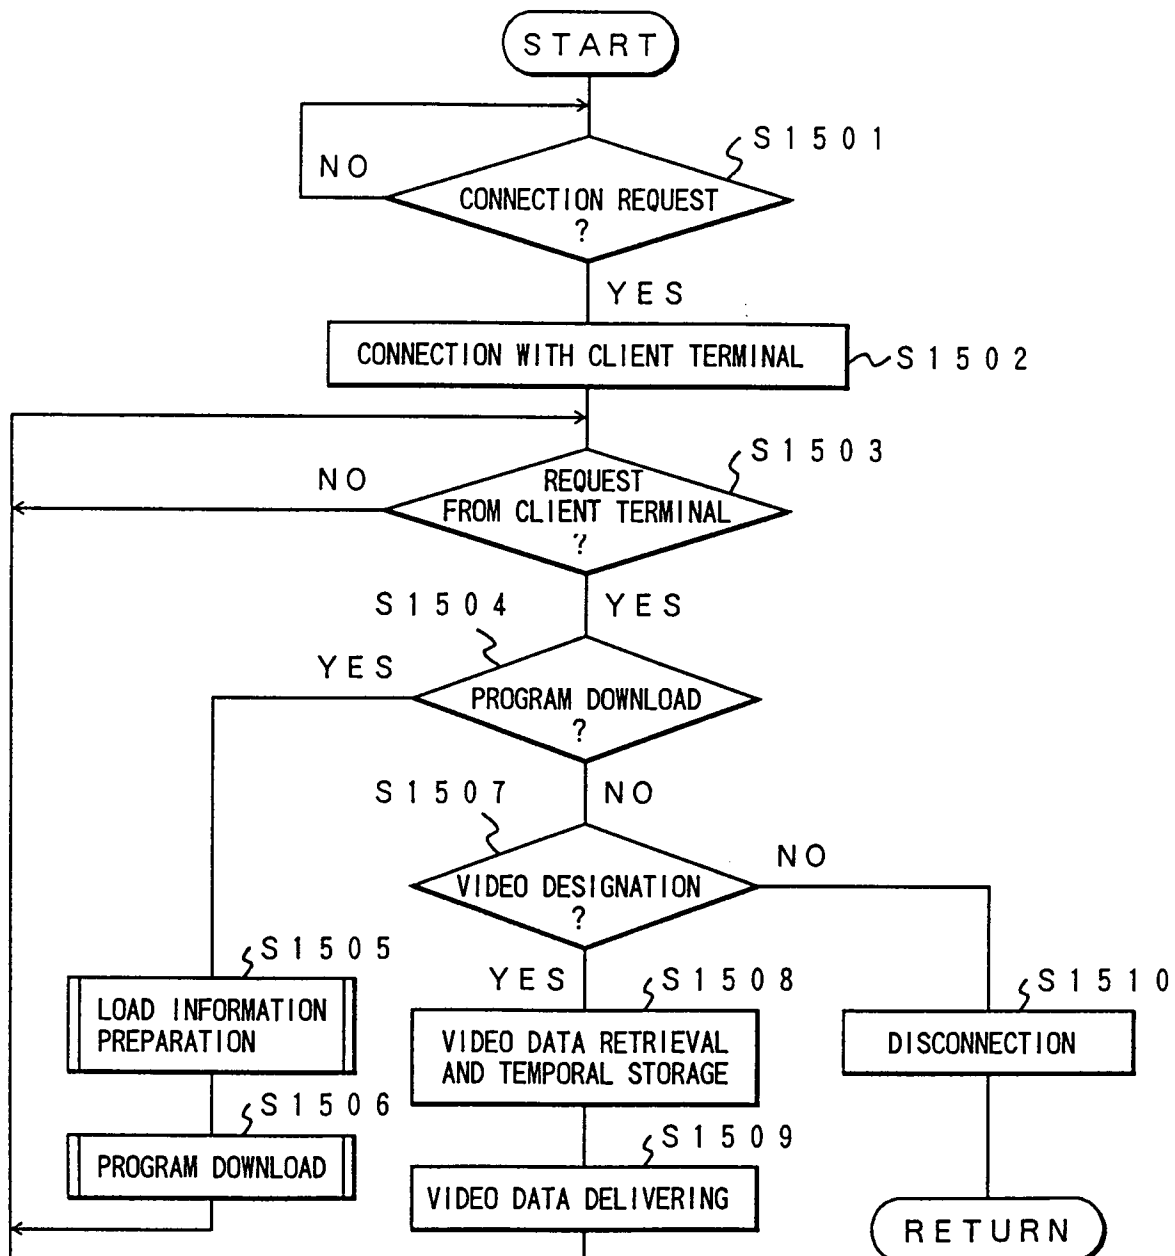 START
S1501
NO
CONNECTION REQUEST
?
YES
CONNECTION WITH CLIENT TERMINAL
S1502
S1503
NO
REQUEST
FROM CLIENT TERMINAL
?
S1504
YES
YES
PROGRAM DOWNLOAD
?
S1507
NO
NO
VIDEO DESIGNATION
?
S1505
YES
S1508
S1510
LOAD INFORMATION
PREPARATION
VIDEO DATA RETRIEVAL
AND TEMPORAL STORAGE
DISCONNECTION
S1506
S1509
PROGRAM DOWNLOAD
VIDEO DATA DELIVERING
RETURN